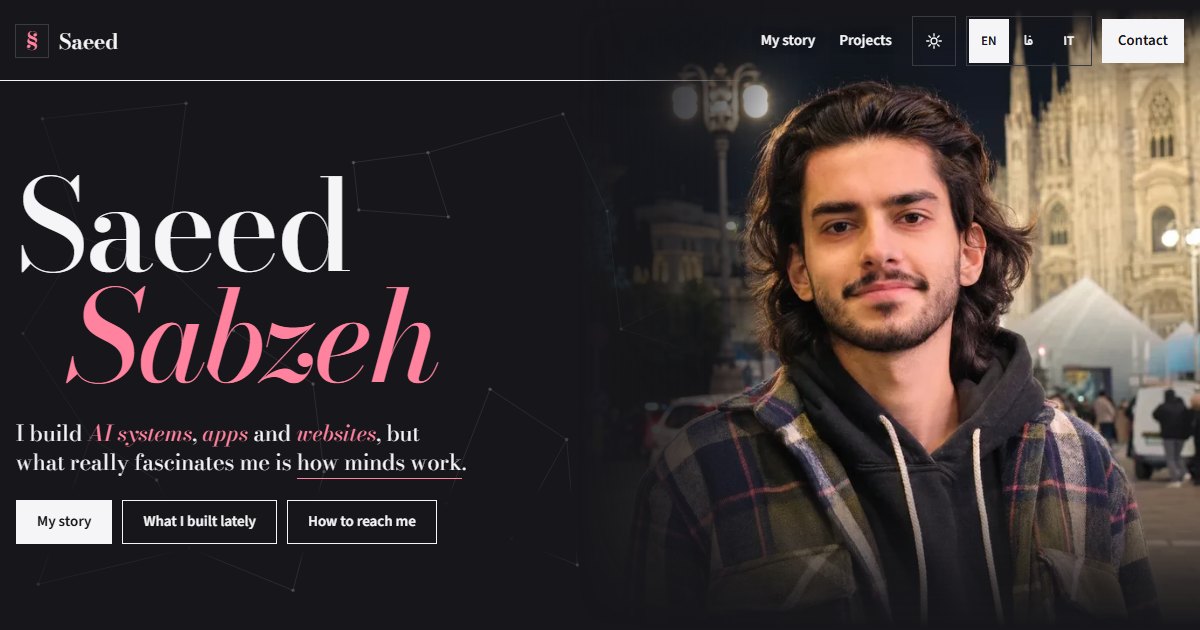 § Saeed
My story Projects EN فا IT Contact
Saeed
Sabzeh
I build AI systems, apps and websites, but
what really fascinates me is how minds work.
My story What I built lately How to reach me